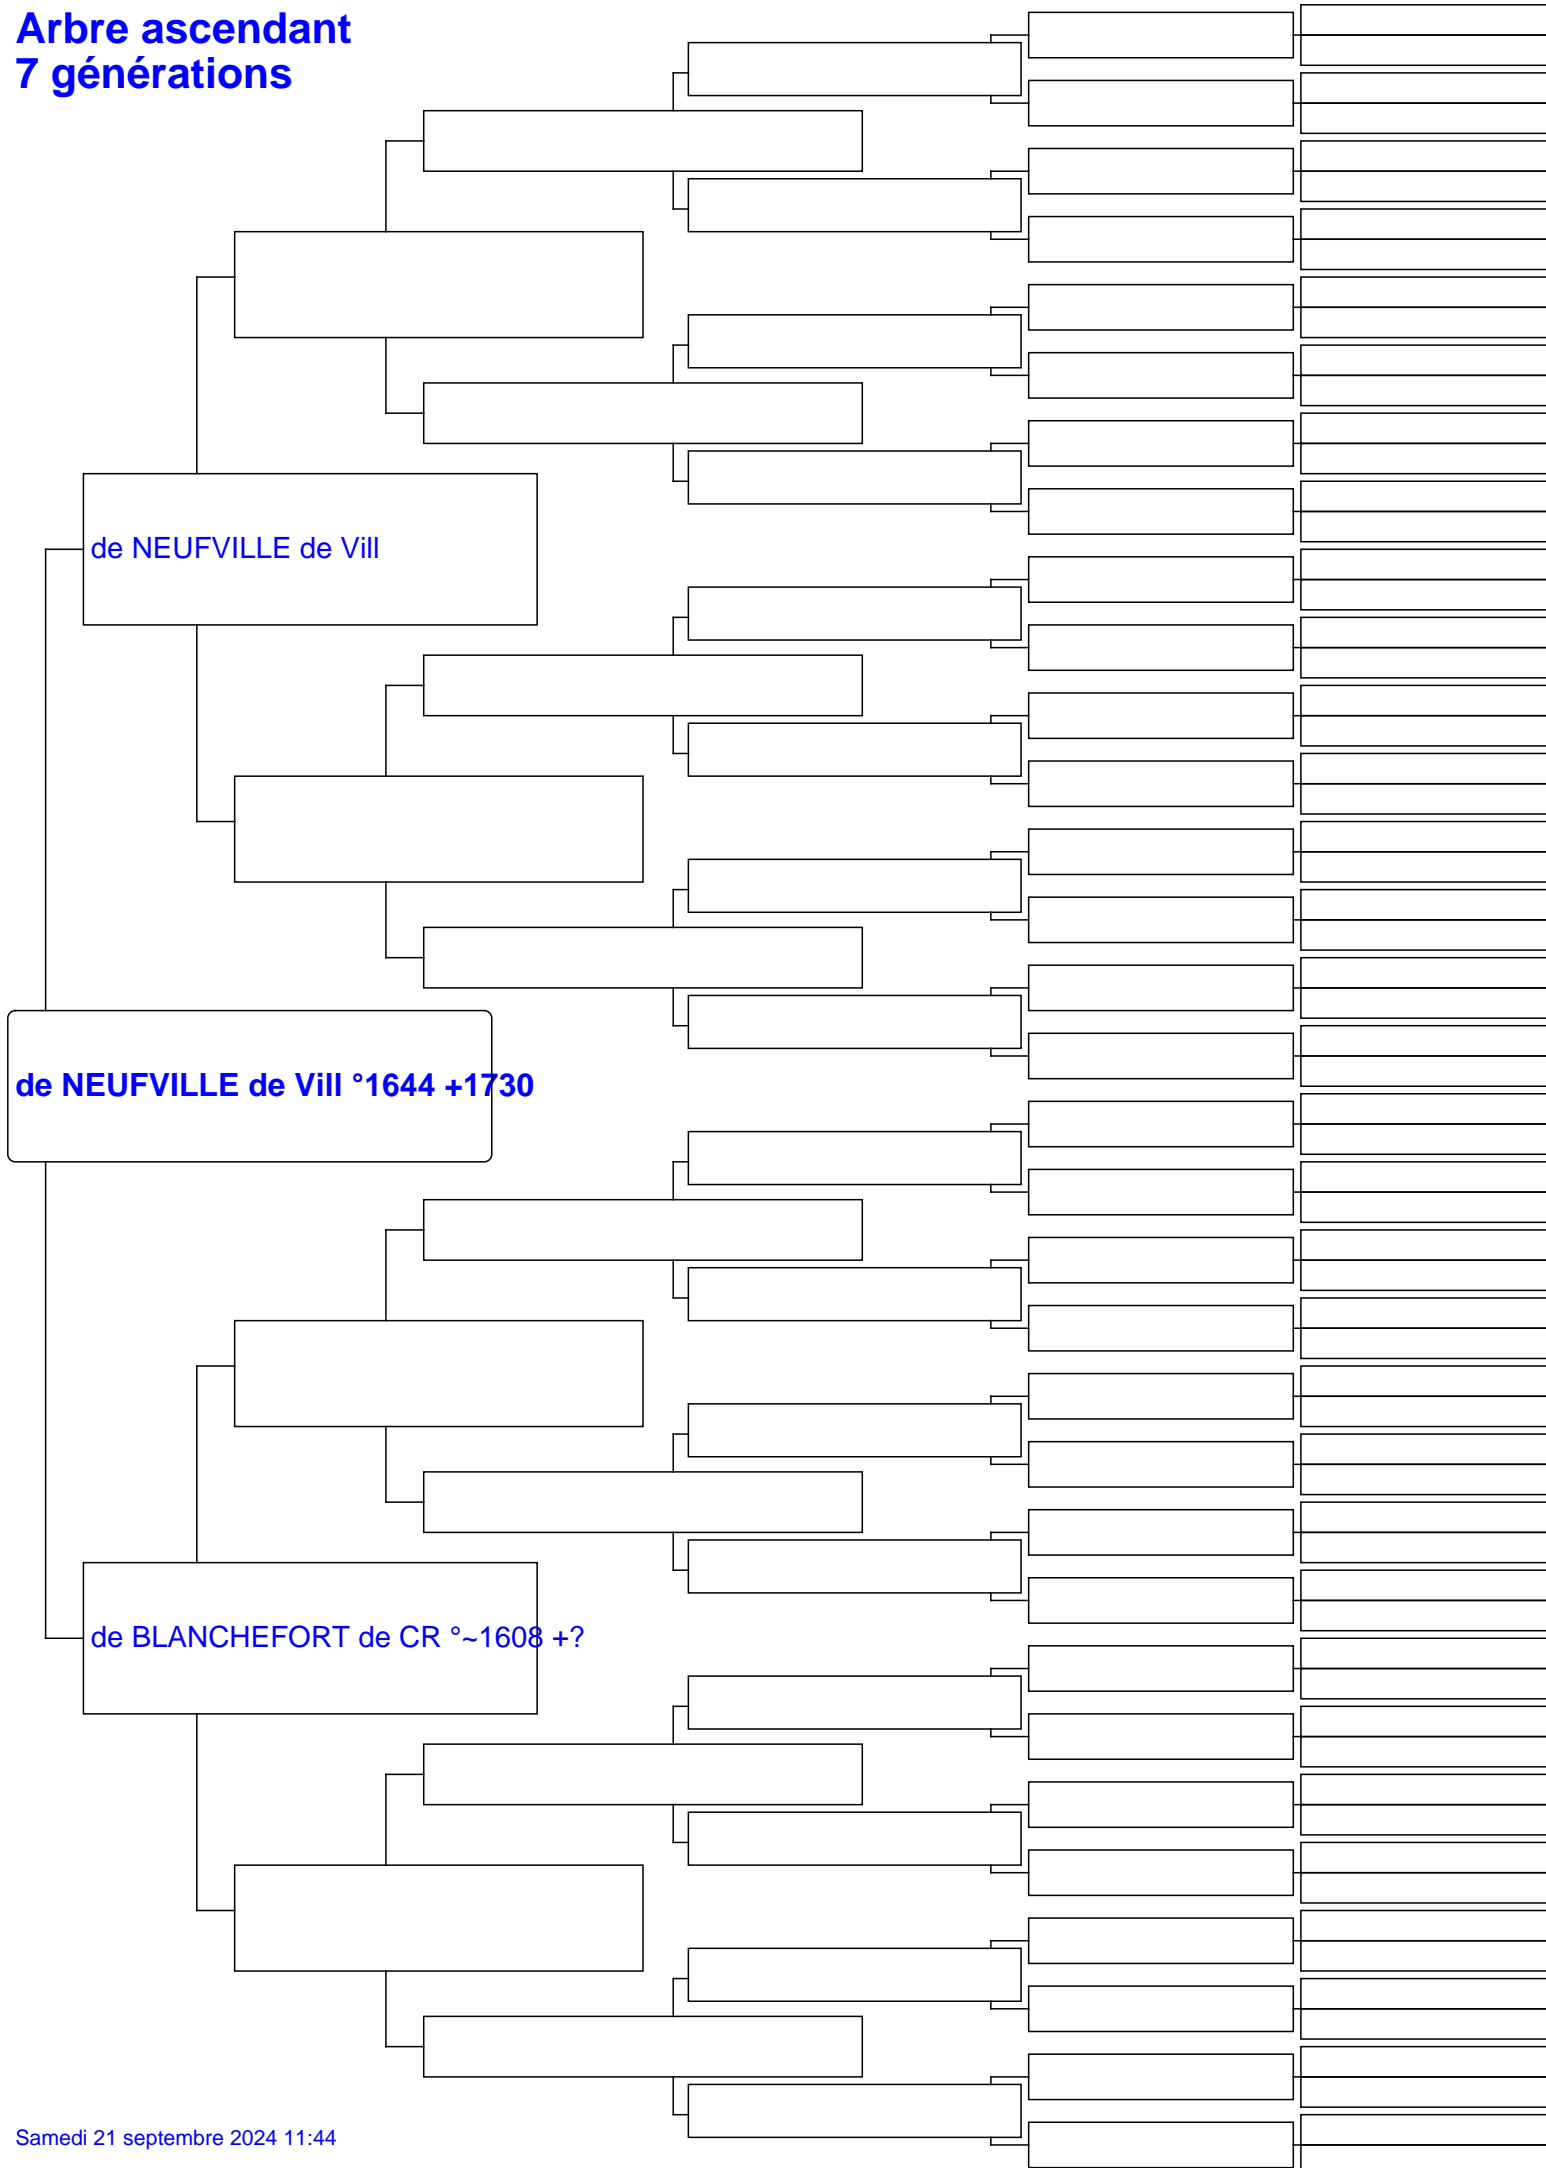 Arbre ascendant
7 générations
de NEUFVILLE de Vill
de NEUFVILLE de Vill °1644 +1730
de BLANCHEFORT de CR °~1608 +?
Samedi 21 septembre 2024 11:44